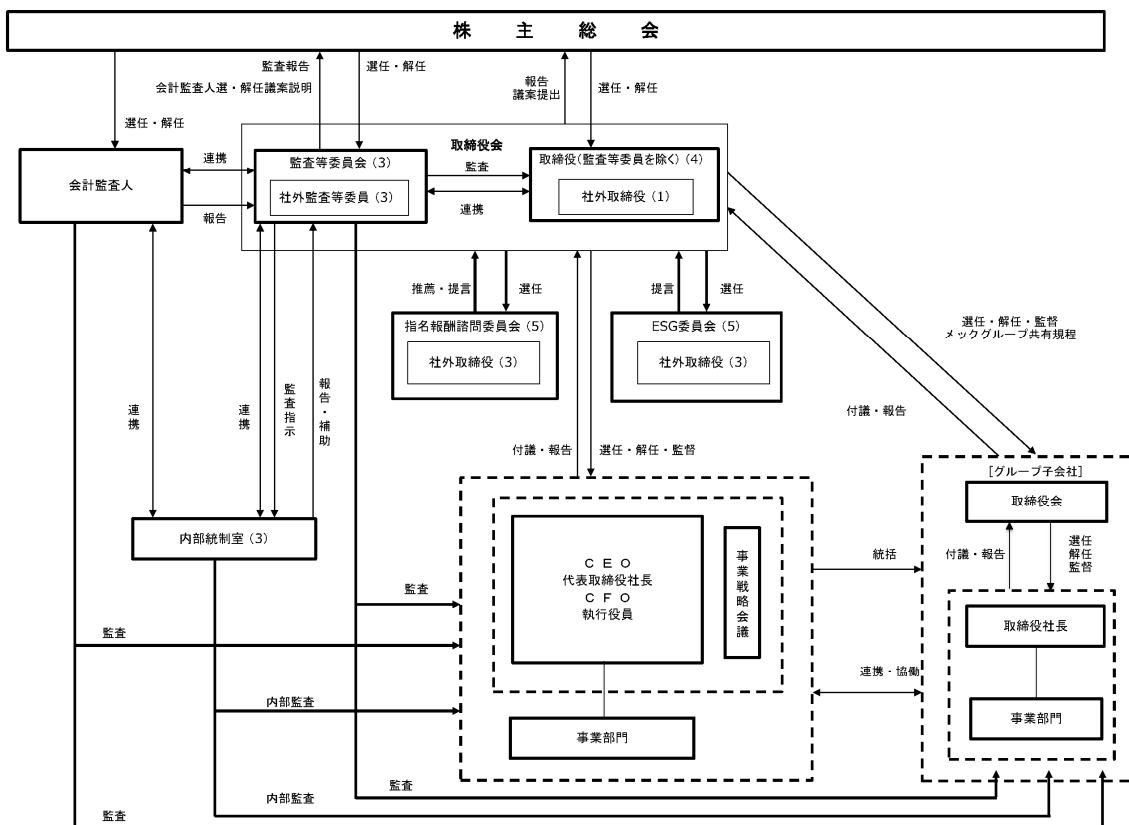 株主総会
監査報告
会計監査人選・解任議案説明
選任・解任
報告
議案提出
選任・解任
選任・解任
取締役会
会計監査人
連携
報告
監査等委員会(3)
社外監査等委員(3)
監査
連携
取締役(監査等委員を除く)(4)
社外取締役(1)
推薦・提言
選任
提言
選任
指名報酬諮問委員会(5)
社外取締役(3)
ESG委員会(5)
社外取締役(3)
選任・解任・監督
メックグループ共有規程
付議・報告
連携
連携
監査指示
報告・補助
付議・報告
選任・解任・監督
内部統制室(3)
CEO
代表取締役社長
CFO
執行役員
事業戦略会議
事業部門
監査
監査
内部監査
統括
連携・協働
[グループ子会社]
取締役会
付議・報告
選任
解任
監督
取締役社長
事業部門
監査
内部監査
監査